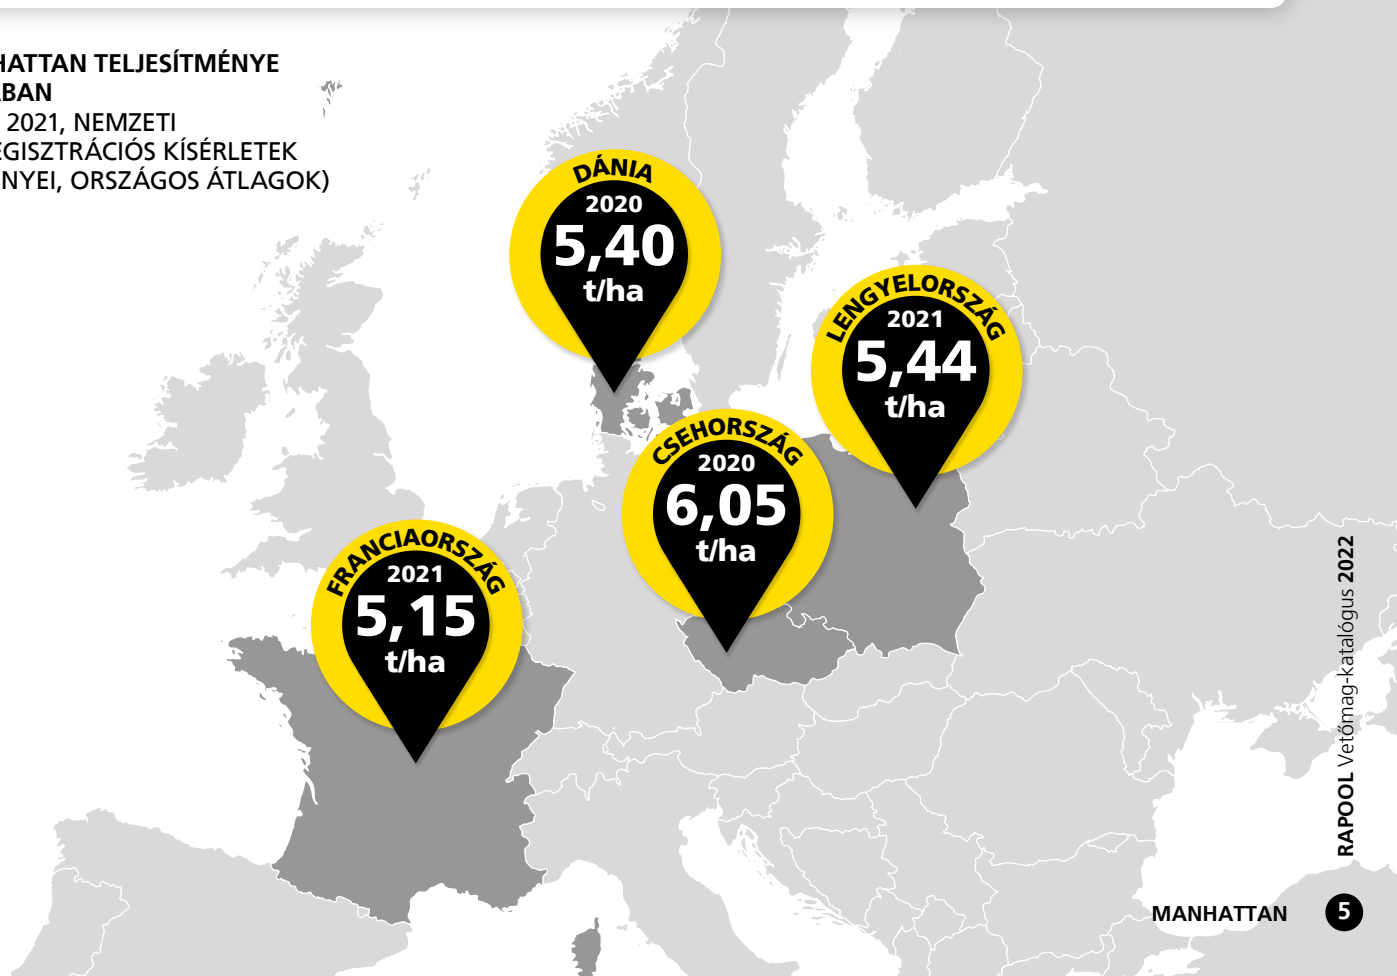 HATTAN TELJESÍTMÉNYE
BAN
2021, NEMZETI
EGISZTRÁCIÓS KÍSÉRLETEK
NYEI, ORSZÁGOS ÁTLAGOK)
DÁNIA
2020
5,40
t/ha
LENGYELORSZÁG
2021
5,44
t/ha
CSEHORSZÁG
2020
6,05
t/ha
FRANCIAORSZÁG
2021
5,15
t/ha
RAPOOL Vetőmag-katalógus 2022
MANHATTAN 5